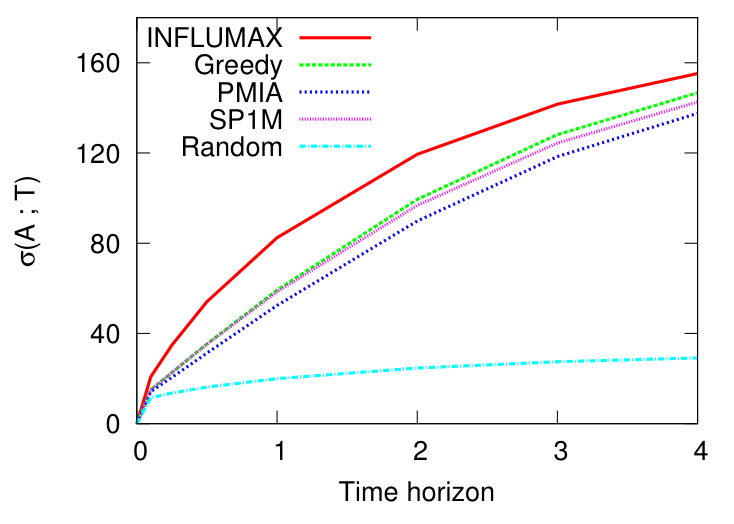 INFLUMAX
Greedy
PMIA
SP1M
Random
160
120
80
40
0
σ(A ; T)
0 1 2 3 4
Time horizon